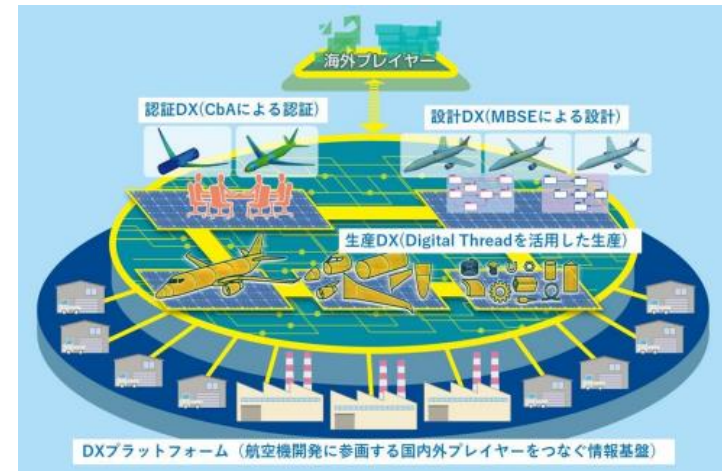 海外プレイヤー
認証DX(CbAによる認証)
設計DX(MBSEによる設計)
生産DX(Digital Threadを活用した生産)
DXプラットフォーム（航空機開発に参画する国内外プレイヤーをつなぐ情報基盤）